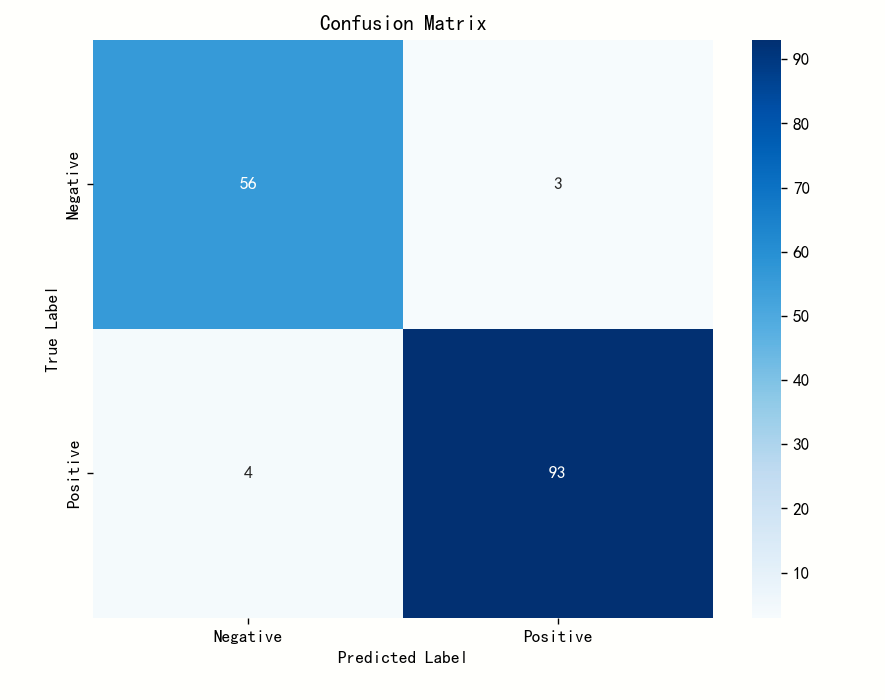 Confusion Matrix
90
80
70
60
50
40
30
20
10
Negative
56
3
True Label
Positive
4
93
Negative
Positive
Predicted Label